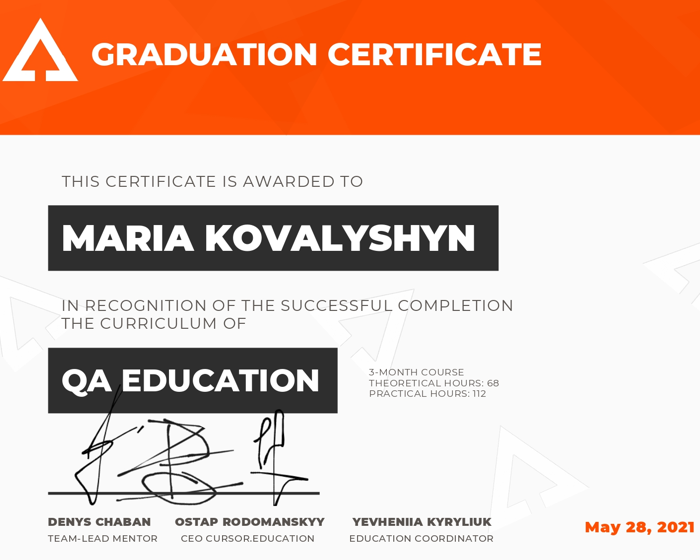 GRADUATION CERTIFICATE
THIS CERTIFICATE IS AWARDED TO
MARIA KOVALYSHYN
IN RECOGNITION OF THE SUCCESSFUL COMPLETION
THE CURRICULUM OF
QA EDUCATION
3-MONTH COURSE
THEORETICAL HOURS: 68
PRACTICAL HOURS: 112
DENYS CHABAN
TEAM-LEAD MENTOR
OSTAP RODOMANSKYY
CEO CURSOR.EDUCATION
YEVHENIIA KYRYLIUK
EDUCATION COORDINATOR
May 28, 2021